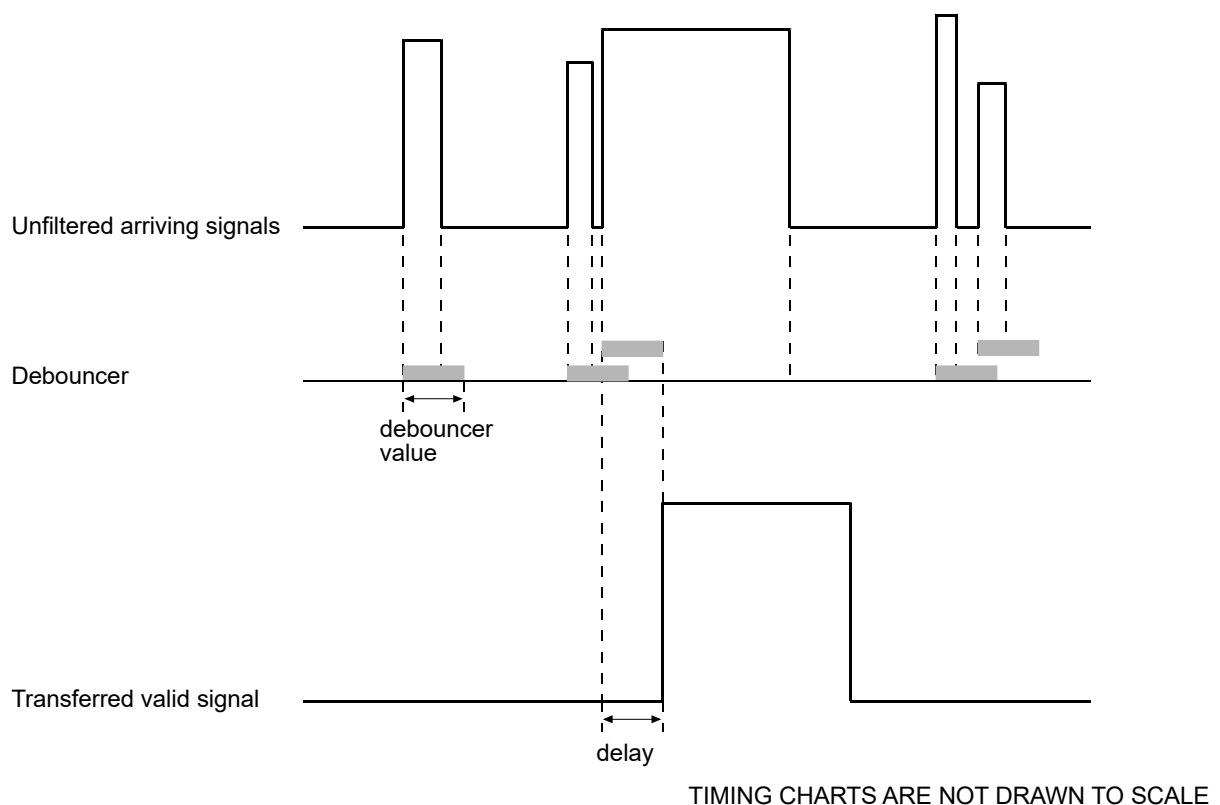 Unfiltered arriving signals
Debouncer
debouncer
value
Transferred valid signal
delay
TIMING CHARTS ARE NOT DRAWN TO SCALE